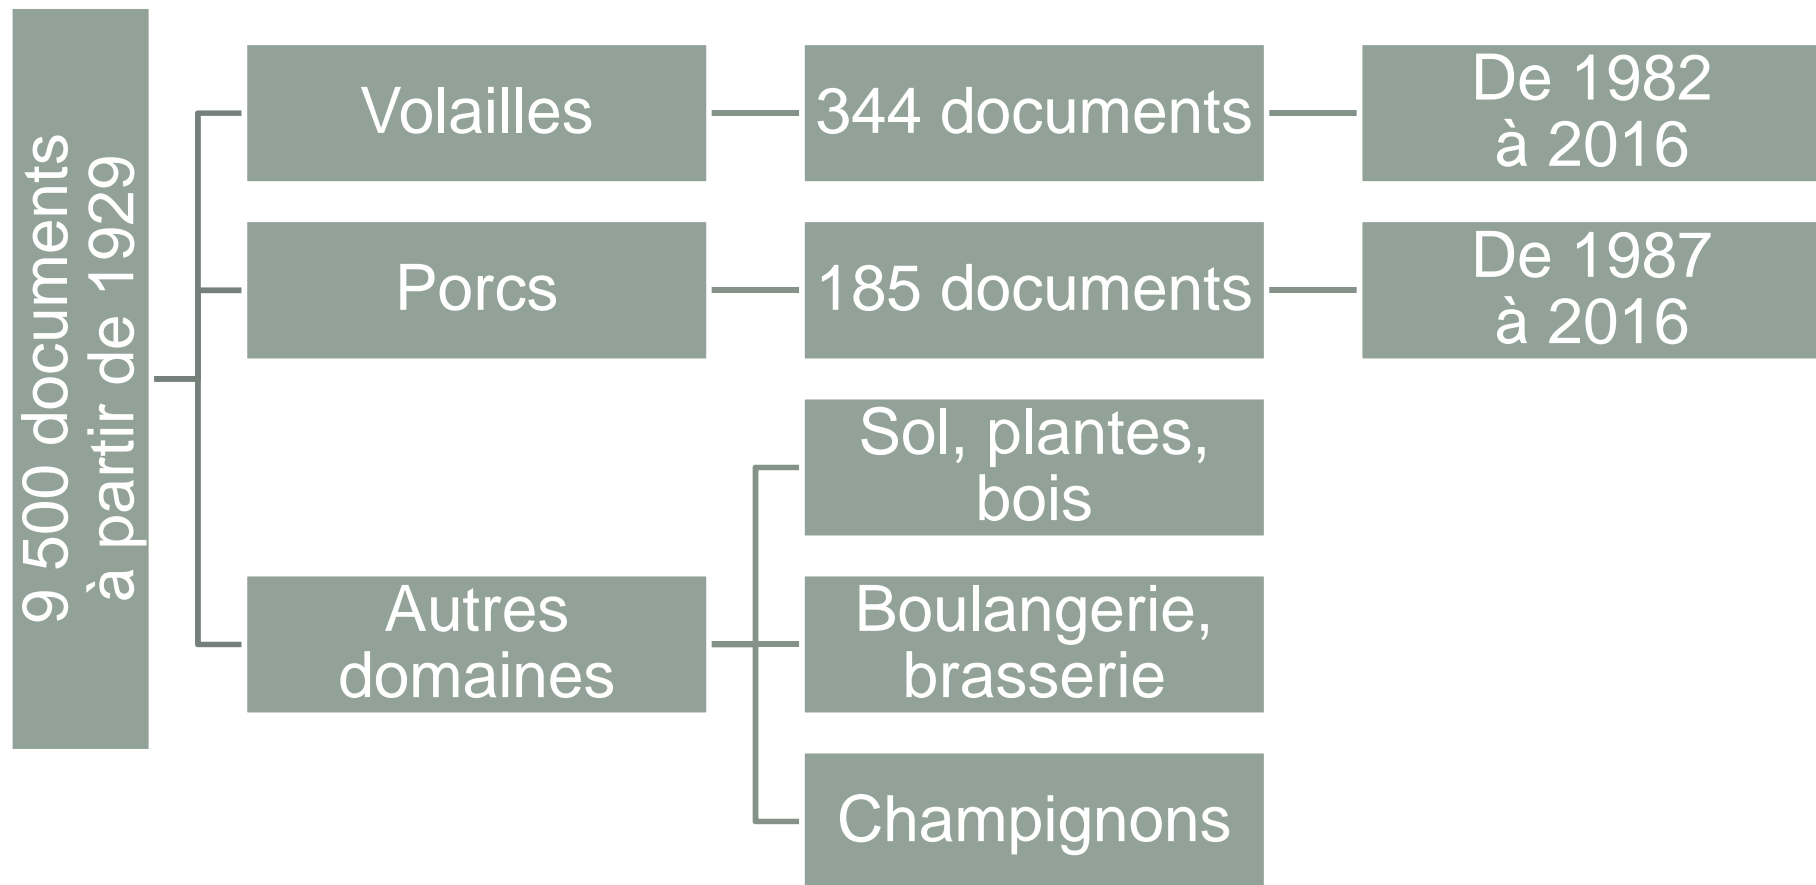 9 500 documents
à partir de 1929
Volailles
344 documents
De 1982
à 2016
Porcs
185 documents
De 1987
à 2016
Autres
domaines
Sol, plantes,
bois
Boulangerie,
brasserie
Champignons